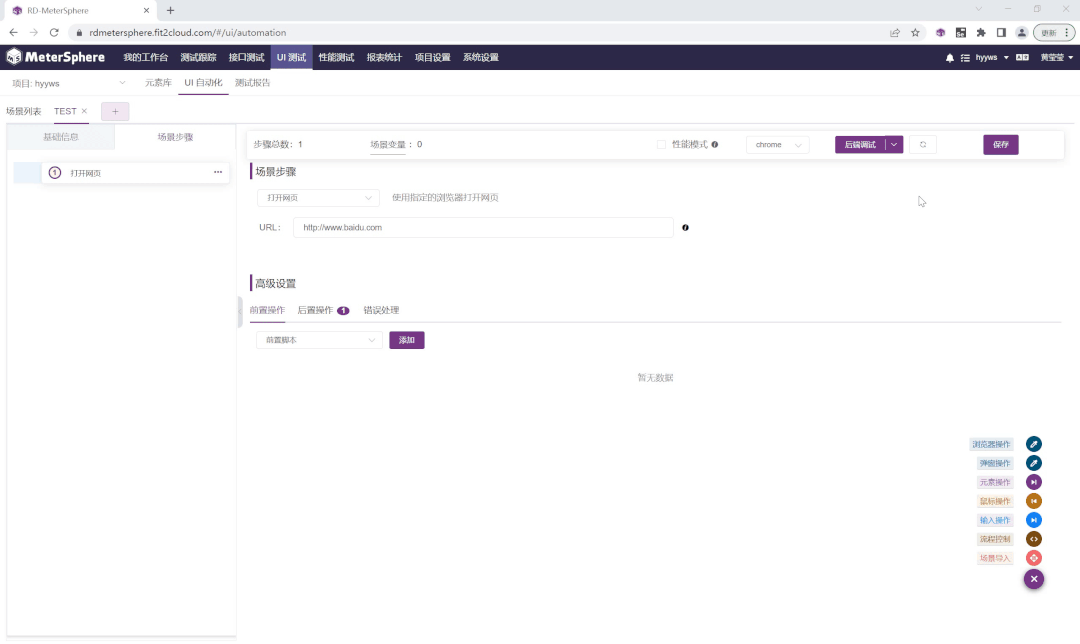 RD-MeterSphere
rdmetersphere.fit2cloud.com/#/ui/automation
更新
MeterSphere 我的工作台 测试跟踪 接口测试 UI 测试 性能测试 报表统计 项目设置 系统设置 hyyws 黄莹莹
项目: hyyws UI 自动化 元素库 测试报告
场景列表 TEST
基础信息 场景步骤
步骤总数: 1 场景变量 : 0 性能模式 chrome 后端调试 保存
1 打开网页
场景步骤
打开网页 使用指定的浏览器打开网页
URL: http://www.baidu.com
高级设置
前置操作 后置操作 1 错误处理
前置脚本 添加
暂无数据
浏览器操作
弹窗操作
元素操作
鼠标操作
输入操作
流程控制
场景导入